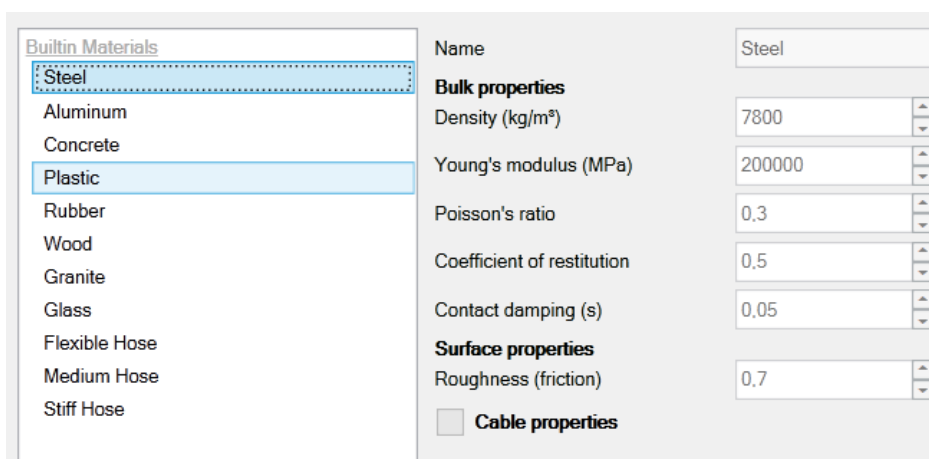 Builtin Materials
Steel
Aluminum
Concrete
Plastic
Rubber
Wood
Granite
Glass
Flexible Hose
Medium Hose
Stiff Hose
Name Steel
Bulk properties
Density (kg/m³) 7800
Young's modulus (MPa) 200000
Poisson's ratio 0,3
Coefficient of restitution 0,5
Contact damping (s) 0,05
Surface properties
Roughness (friction) 0,7
Cable properties